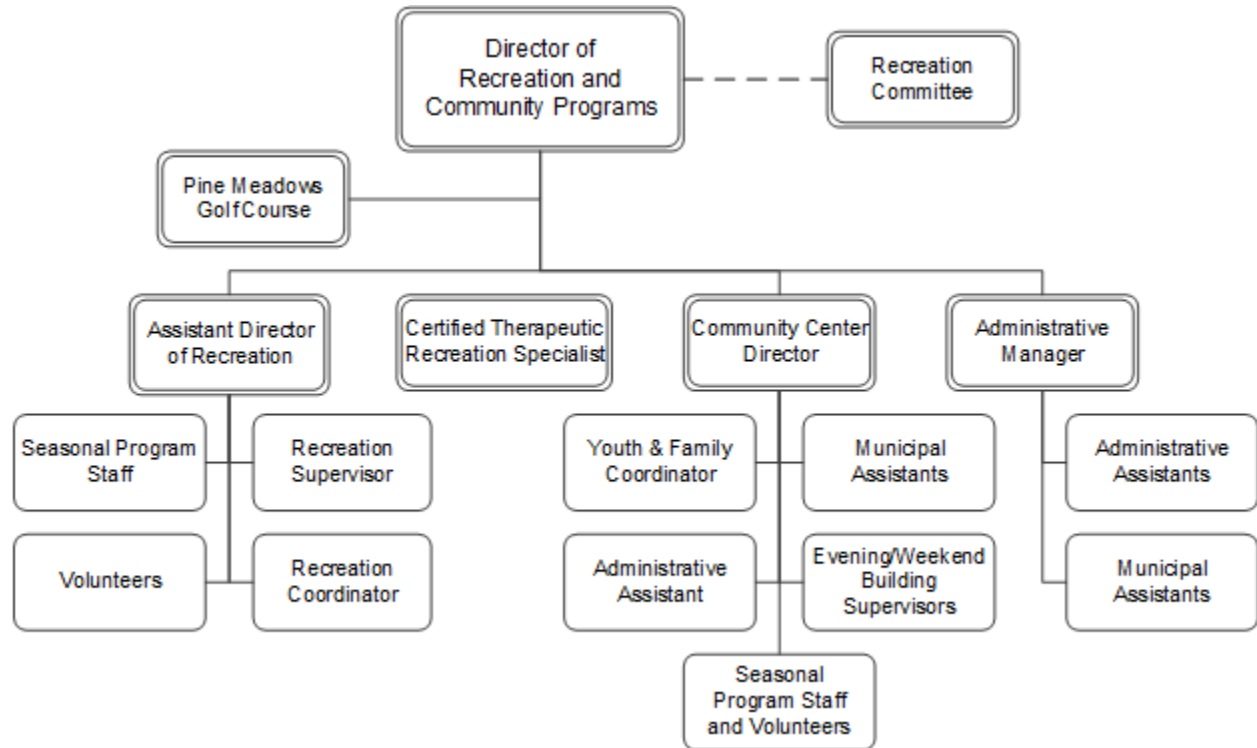 Director of
Recreation and
Community Programs
Recreation
Committee
Pine Meadows
Golf Course
Assistant Director
of Recreation
Certified Therapeutic
Recreation Specialist
Community Center
Director
Administrative
Manager
Seasonal Program
Staff
Recreation
Supervisor
Youth & Family
Coordinator
Municipal
Assistants
Administrative
Assistants
Volunteers
Recreation
Coordinator
Administrative
Assistant
Evening/Weekend
Building
Supervisors
Municipal
Assistants
Seasonal
Program Staff
and Volunteers